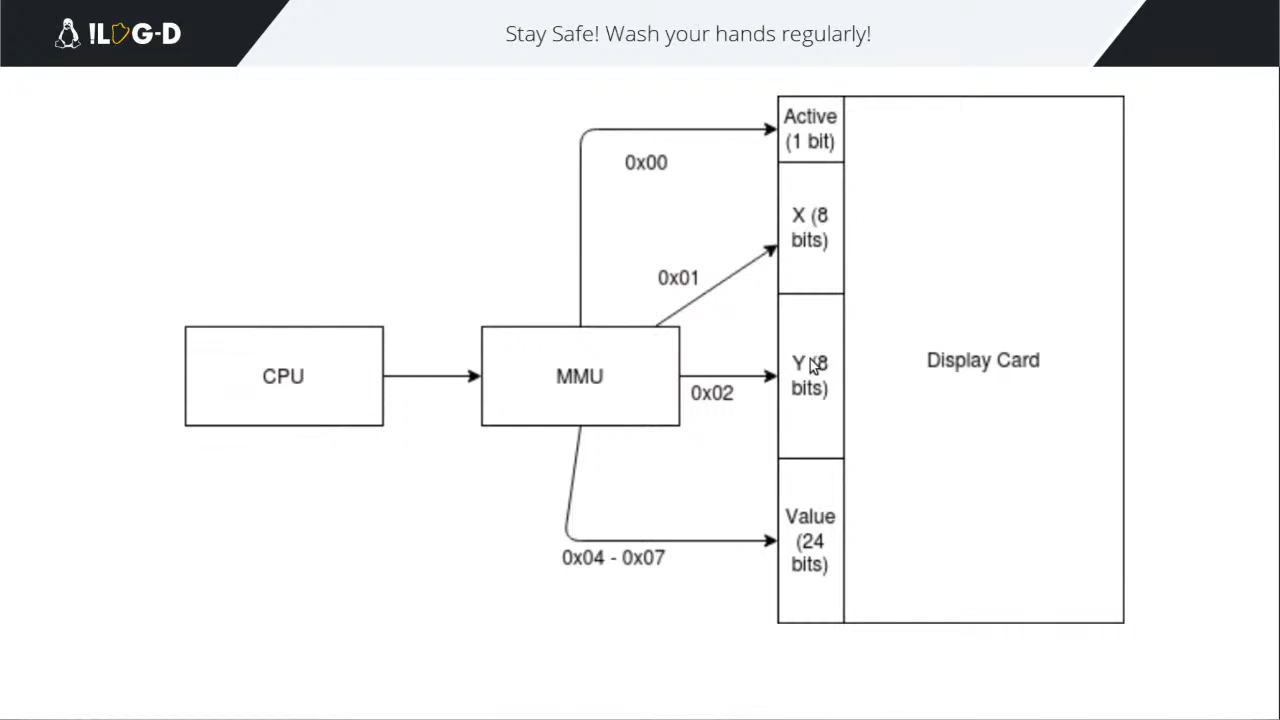 !LUG-D
Stay Safe! Wash your hands regularly!
Active
(1 bit)
0x00
X (8
bits)
0x01
CPU
MMU
0x02
Y (8
bits)
Display Card
Value
(24
bits)
0x04 - 0x07